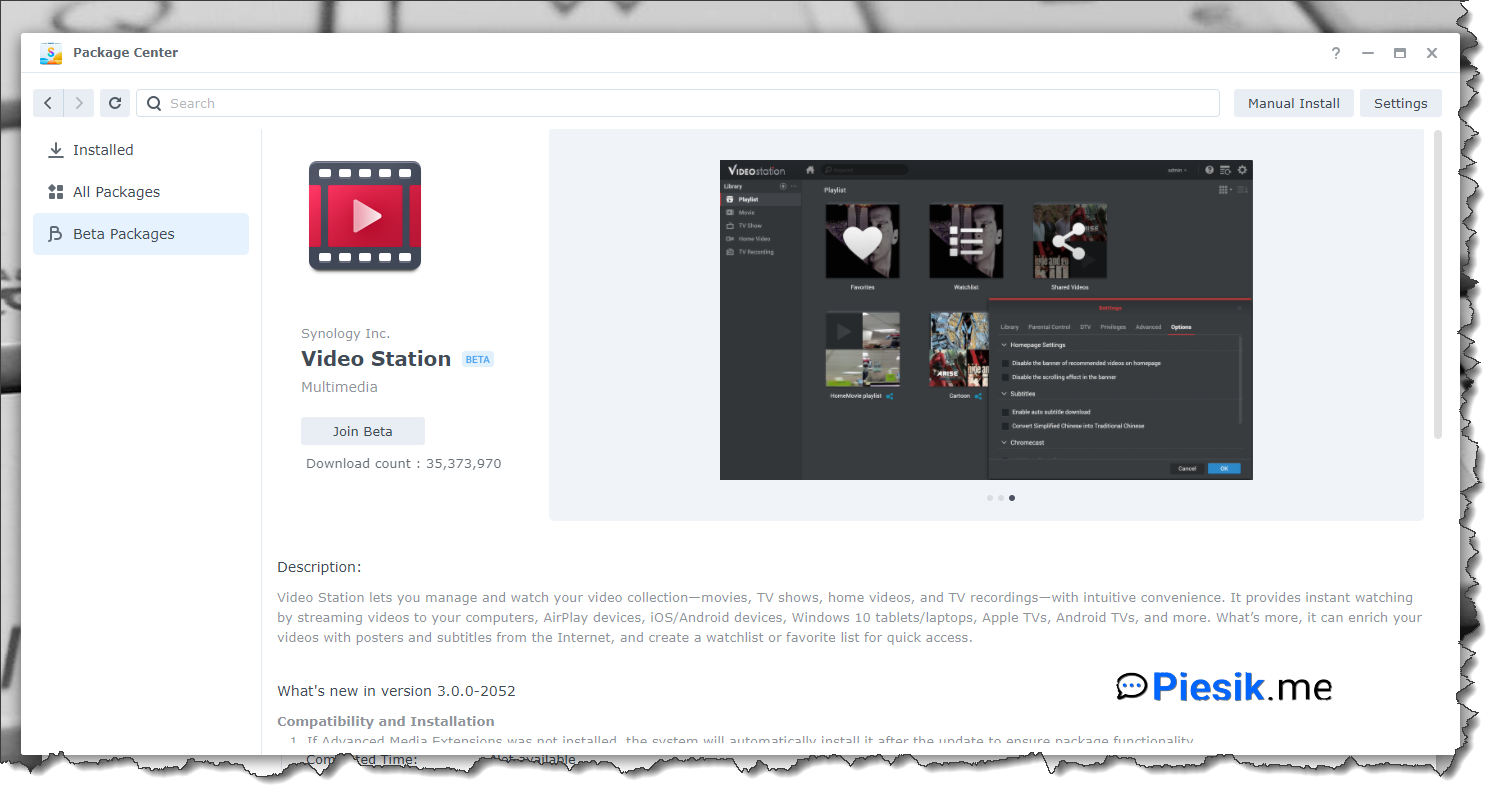 Package Center
?
Search
Manual Install
Settings
Installed
All Packages
Beta Packages
Synology Inc.
Video Station BETA
Multimedia
Join Beta
Download count : 35,373,970
VIDEOstation
admin
Library
Playlist
Movie
TV Show
Home Video
TV Recording
Playlist
Favorites
Watchlist
Shared Videos
HomeMovie playlist
Cartoon
Settings
Library Parental Control DTV Privileges Advanced Options
Homepage Settings
Disable the banner of recommended videos on homepage
Disable the scrolling effect in the banner
Subtitles
Enable auto subtitle download
Convert Simplified Chinese into Traditional Chinese
Chromecast
Cancel
OK
Description:
Video Station lets you manage and watch your video collection—movies, TV shows, home videos, and TV recordings—with intuitive convenience. It provides instant watching
by streaming videos to your computers, AirPlay devices, iOS/Android devices, Windows 10 tablets/laptops, Apple TVs, Android TVs, and more. What’s more, it can enrich your
videos with posters and subtitles from the Internet, and create a watchlist or favorite list for quick access.
What's new in version 3.0.0-2052
Piesik.me
Compatibility and Installation
1. If Advanced Media Extensions was not installed, the system will automatically install it after the update to ensure package functionality
Time:
available